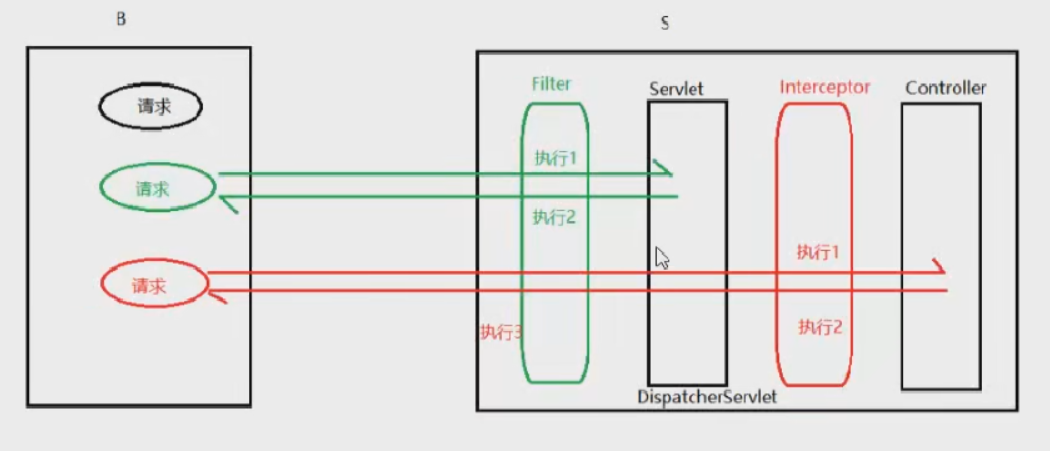 B
S
请求
Filter
Servlet
Interceptor
Controller
请求
执行1
执行2
请求
执行1
执行3
执行2
DispatcherServlet